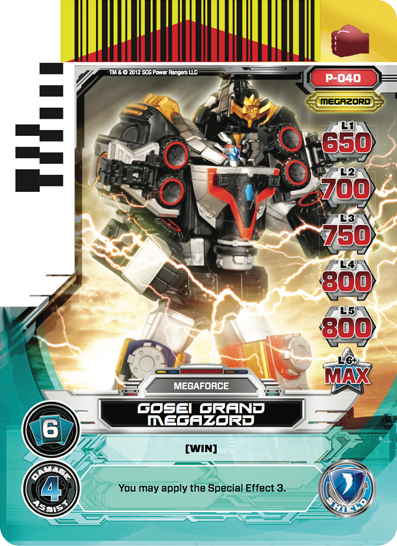 TM & © 2012 SCG Power Rangers LLC
P-040
MEGAZORD
L1
650
L2
700
L3
750
L4
800
L5
800
L6+
MAX
MEGAFORCE
GOSEI GRAND
MEGAZORD
6
[WIN]
DAMAGE
4
ASSIST
You may apply the Special Effect 3.
SHIELD